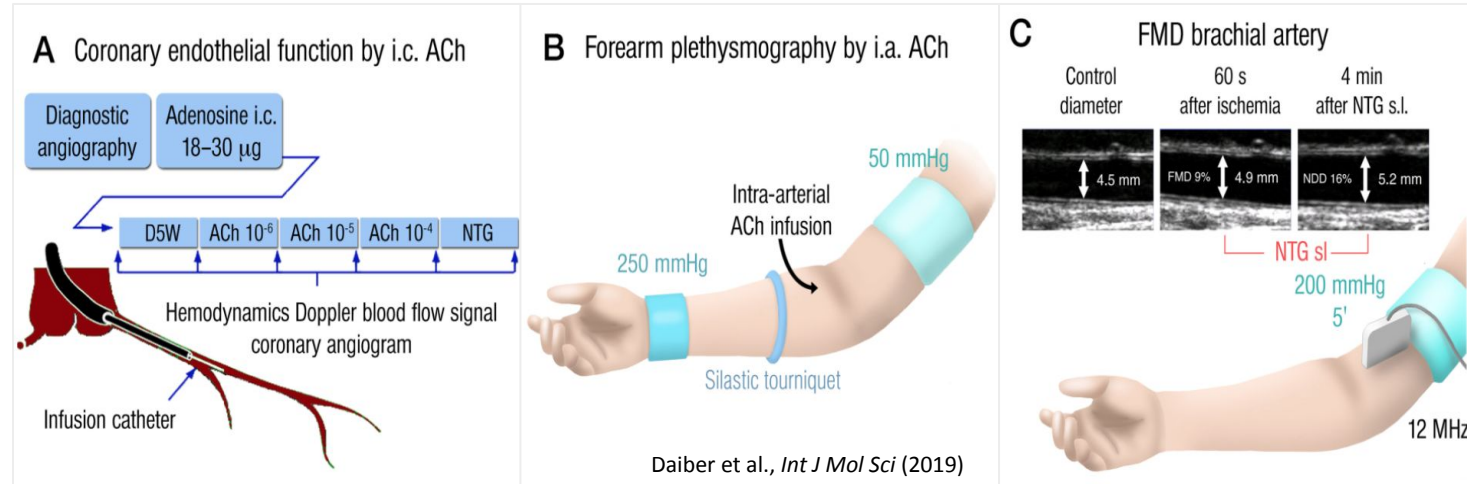 A Coronary endothelial function by i.c. ACh
Diagnostic
angiography
Adenosine i.c.
18–30 µg
D5W
ACh 10⁻⁶
ACh 10⁻⁵
ACh 10⁻⁴
NTG
Hemodynamics Doppler blood flow signal
coronary angiogram
Infusion catheter
B Forearm plethysmography by i.a. ACh
50 mmHg
Intra-arterial
ACh infusion
250 mmHg
Silastic tourniquet
Daiber et al., Int J Mol Sci (2019)
C FMD brachial artery
Control
diameter
60 s
after ischemia
4 min
after NTG s.l.
4.5 mm
FMD 9%
4.9 mm
NDD 16%
5.2 mm
NTG sl
200 mmHg
5'
12 MHz